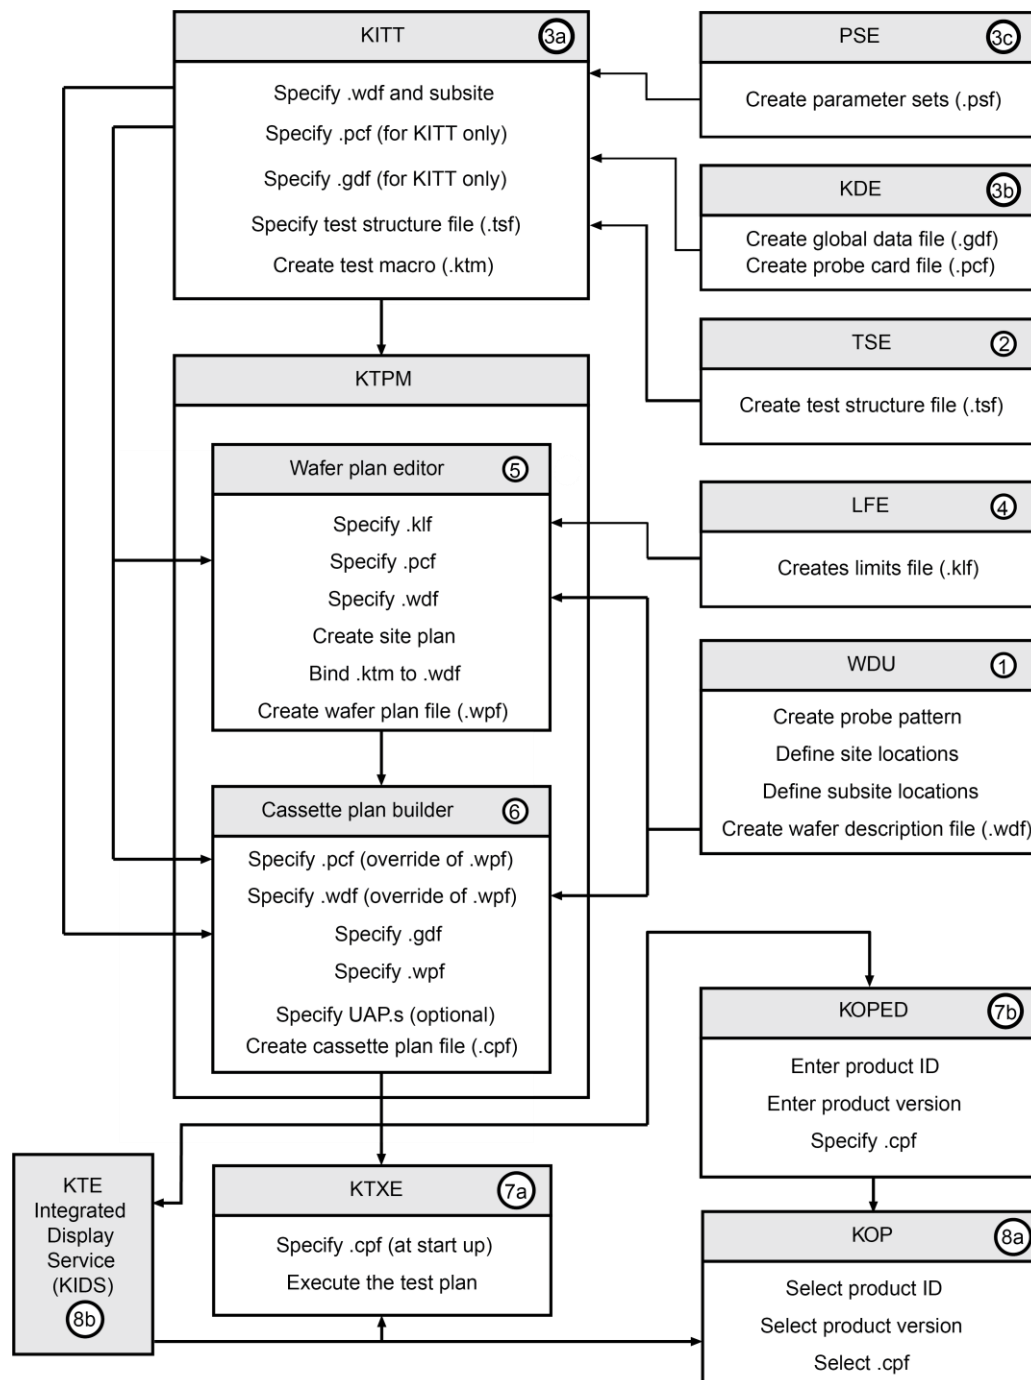 KITT
3a
Specify .wdf and subsite
Specify .pcf (for KITT only)
Specify .gdf (for KITT only)
Specify test structure file (.tsf)
Create test macro (.ktm)
PSE
3c
Create parameter sets (.psf)
KDE
3b
Create global data file (.gdf)
Create probe card file (.pcf)
TSE
2
Create test structure file (.tsf)
KTPM
Wafer plan editor
5
Specify .klf
Specify .pcf
Specify .wdf
Create site plan
Bind .ktm to .wdf
Create wafer plan file (.wpf)
LFE
4
Creates limits file (.klf)
WDU
1
Create probe pattern
Define site locations
Define subsite locations
Create wafer description file (.wdf)
Cassette plan builder
6
Specify .pcf (override of .wpf)
Specify .wdf (override of .wpf)
Specify .gdf
Specify .wpf
Specify UAP.s (optional)
Create cassette plan file (.cpf)
KOPED
7b
Enter product ID
Enter product version
Specify .cpf
KTE
Integrated
Display
Service
(KIDS)
8b
KTXE
7a
Specify .cpf (at start up)
Execute the test plan
KOP
8a
Select product ID
Select product version
Select .cpf